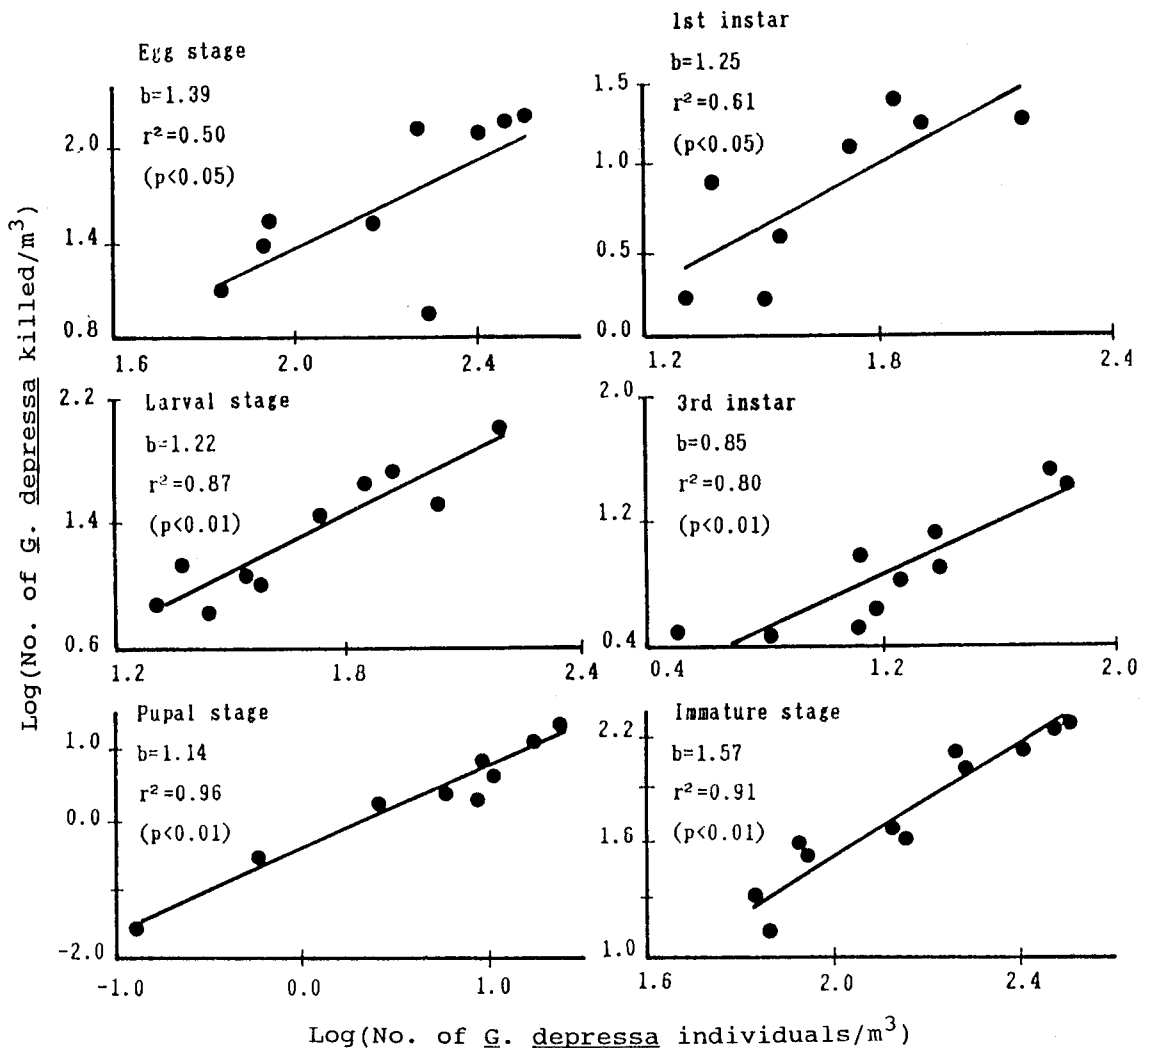 Egg stage
b=1.39
r²=0.50
(p<0.05)
2.0
1.4
0.8
1.6
2.0
2.4
1st instar
b=1.25
r²=0.61
(p<0.05)
1.5
1.0
0.5
0.0
1.2
1.8
2.4
Larval stage
b=1.22
r²=0.87
(p<0.01)
2.2
1.4
0.6
1.2
1.8
2.4
3rd instar
b=0.85
r²=0.80
(p<0.01)
2.0
1.2
0.4
0.4
1.2
2.0
Pupal stage
b=1.14
r²=0.96
(p<0.01)
1.0
0.0
-2.0
-1.0
0.0
1.0
Immature stage
b=1.57
r²=0.91
(p<0.01)
2.2
1.6
1.0
1.6
2.0
2.4
Log(No. of G. depressa killed/m³)
Log(No. of G. depressa individuals/m³)